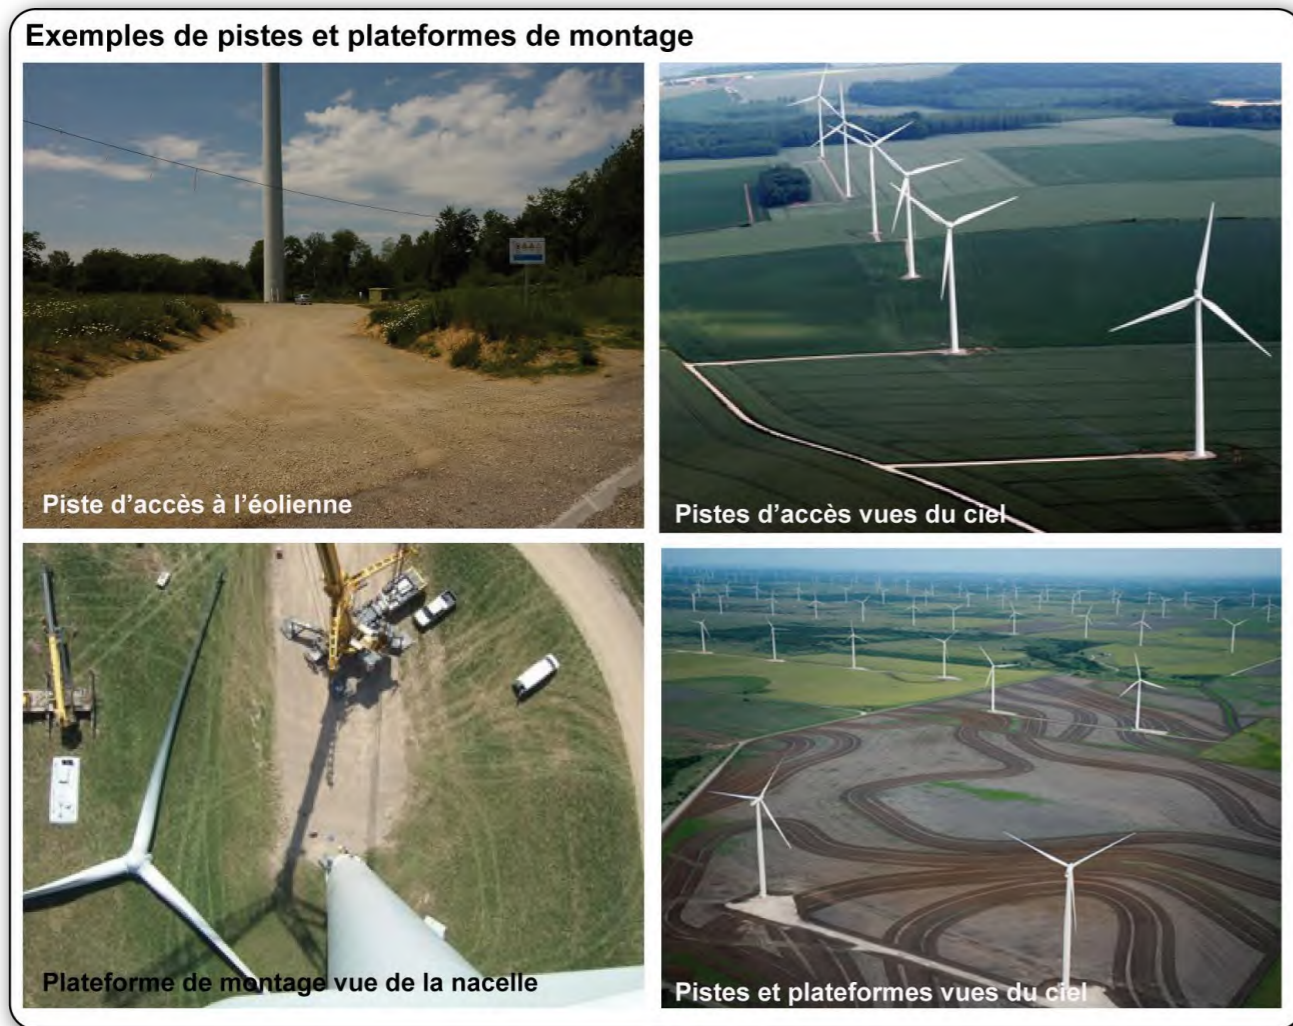 Exemples de pistes et plateformes de montage
Piste d'accès à l'éolienne
Pistes d'accès vues du ciel
Plateforme de montage vue de la nacelle
Pistes et plateformes vues du ciel